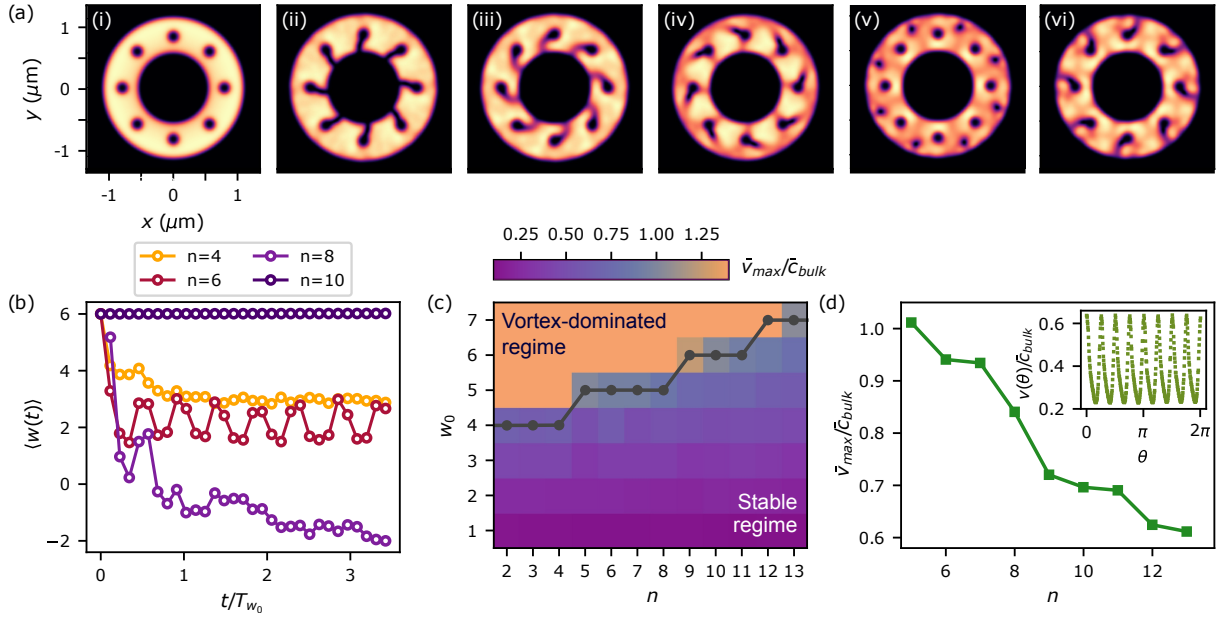 (a)
(i) (ii) (iii) (iv) (v) (vi)
y (μm)
1
0
-1
-1 0 1
x (μm)
n=4 n=8
n=6 n=10
0.25 0.50 0.75 1.00 1.25
v̄max/c̄bulk
(b)
6
4
2
0
−2
⟨w(t)⟩
0 1 2 3
t/Tw0
(c)
7
6
5
4
3
2
1
w0
Vortex-dominated
regime
Stable
regime
2 3 4 5 6 7 8 9 10 11 12 13
n
(d)
1.0
0.9
0.8
0.7
0.6
v̄max/c̄bulk
6 8 10 12
n
0.6
0.4
0.2
v(θ)/c̄bulk
0 π 2π
θ